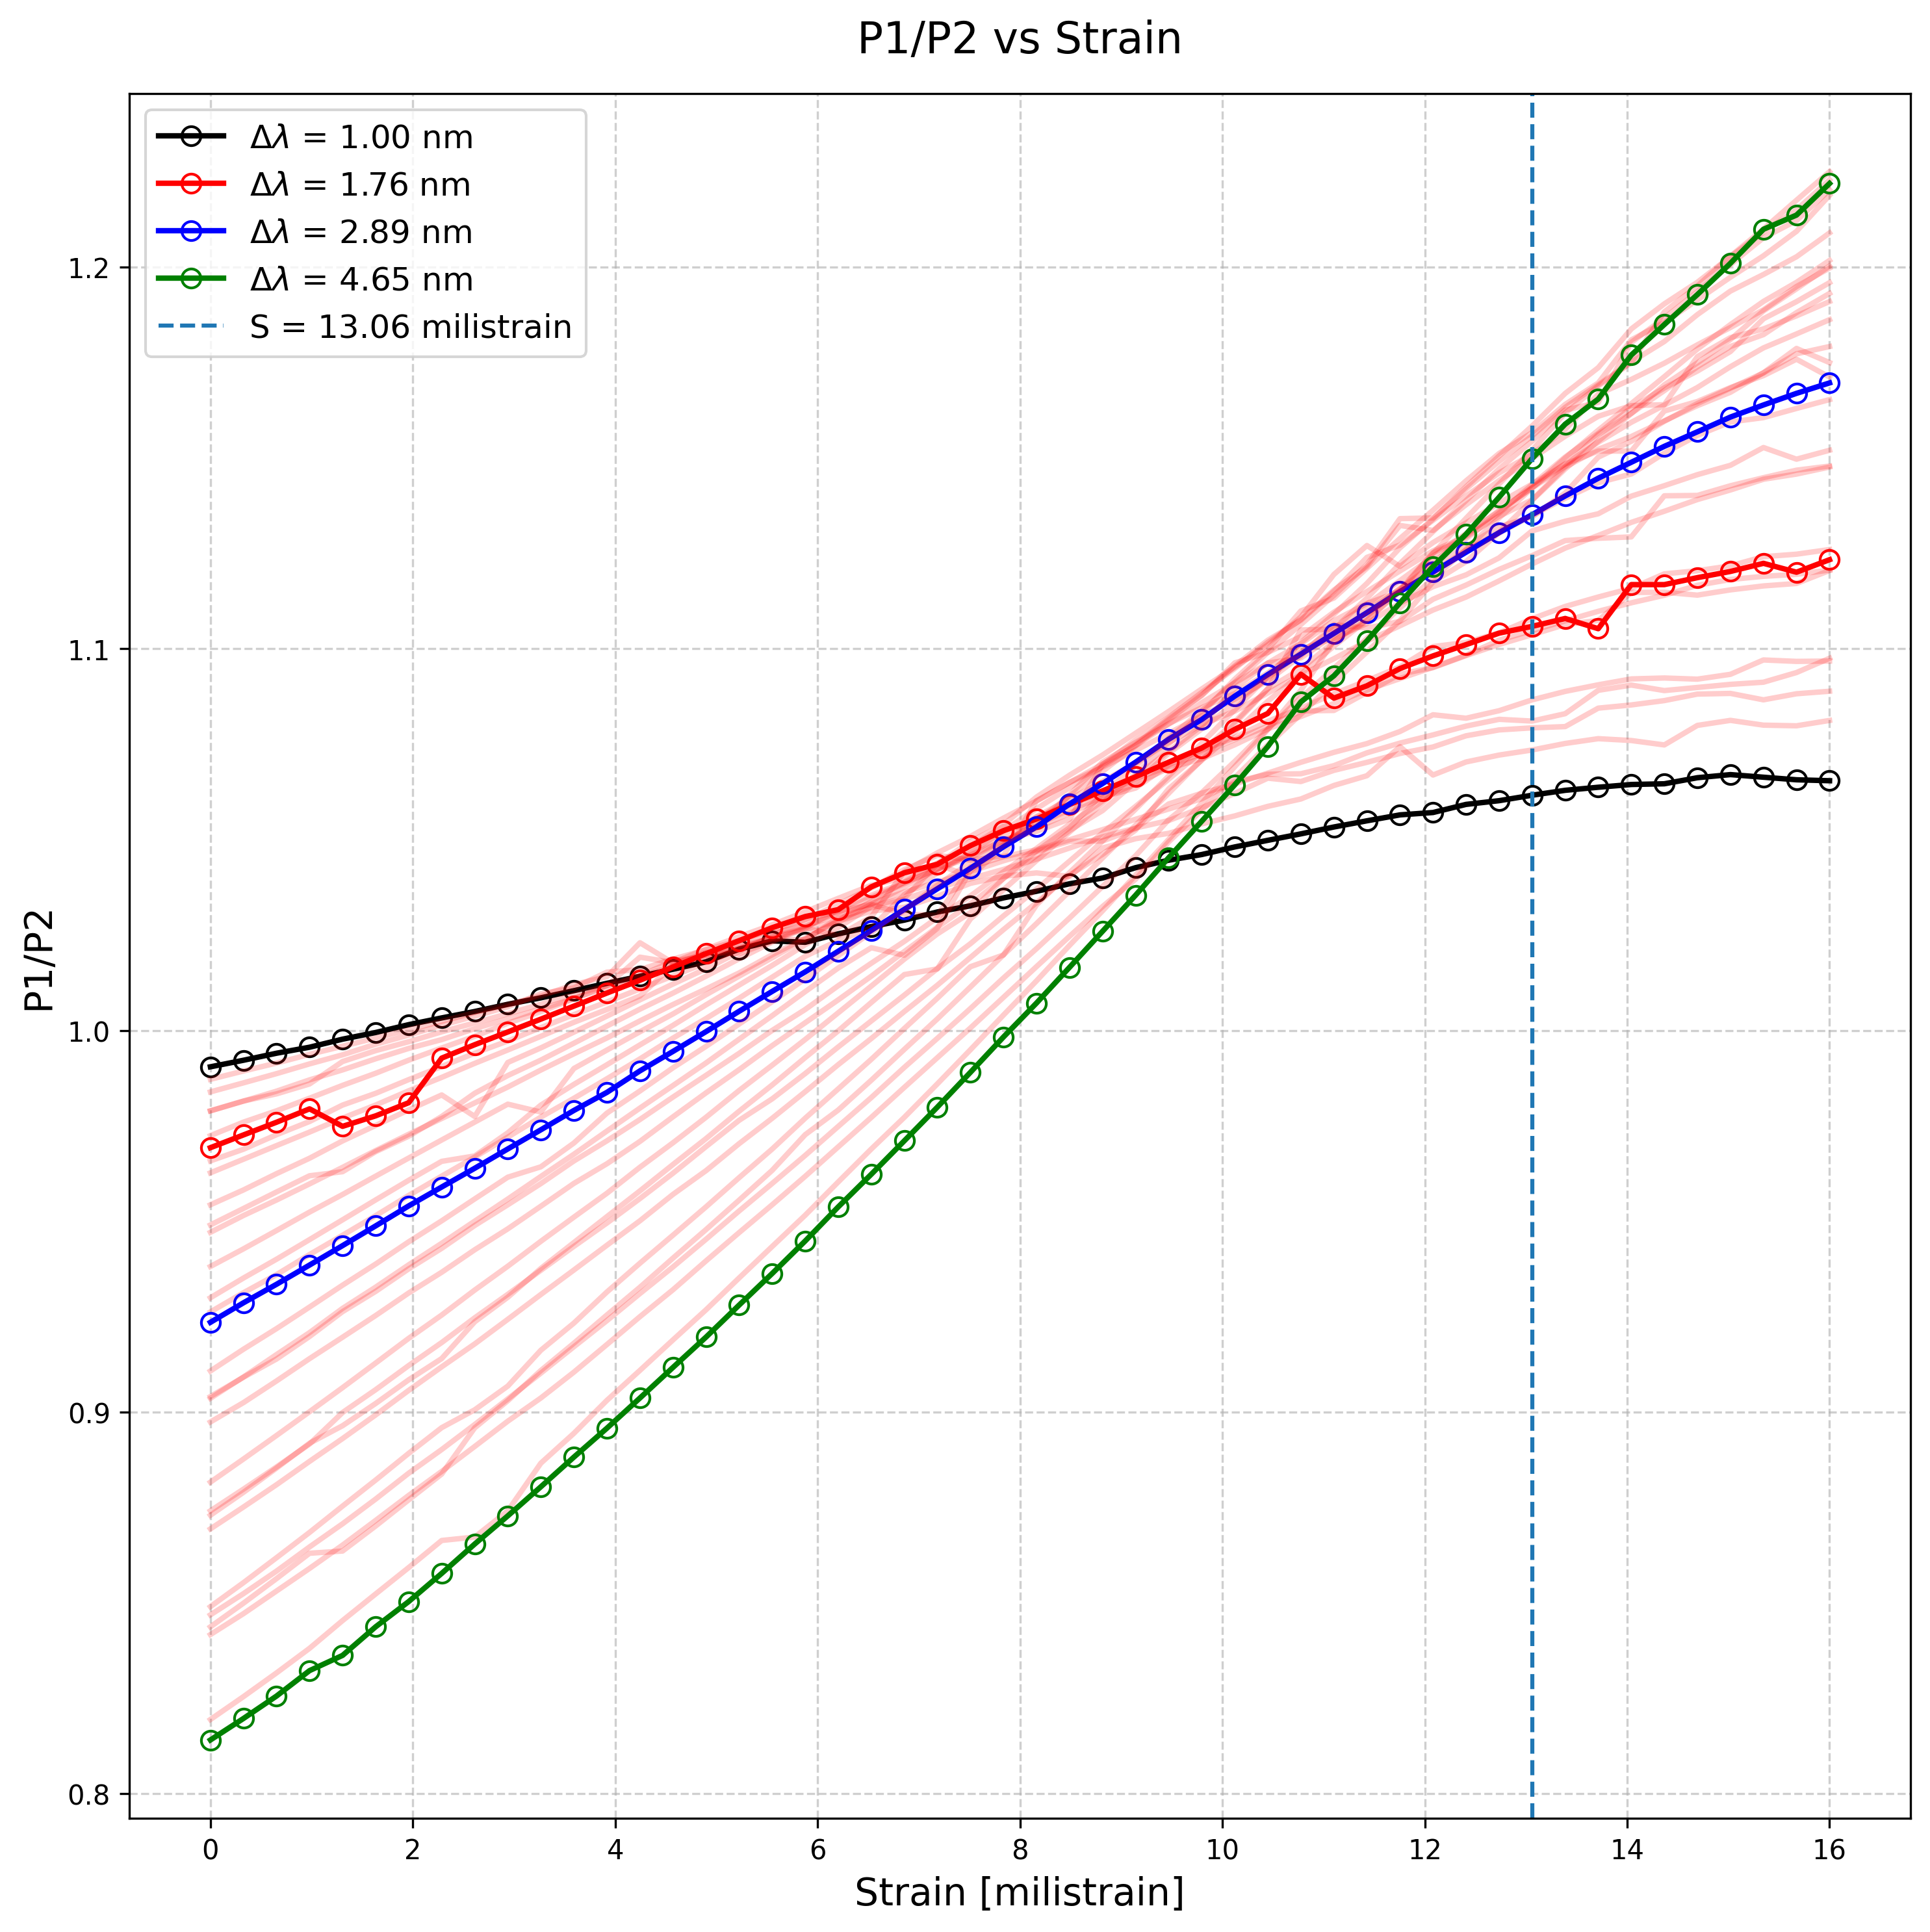 P1/P2 vs Strain
Δλ = 1.00 nm
Δλ = 1.76 nm
Δλ = 2.89 nm
Δλ = 4.65 nm
S = 13.06 milistrain
P1/P2
1.2
1.1
1.0
0.9
0.8
0 2 4 6 8 10 12 14 16
Strain [milistrain]